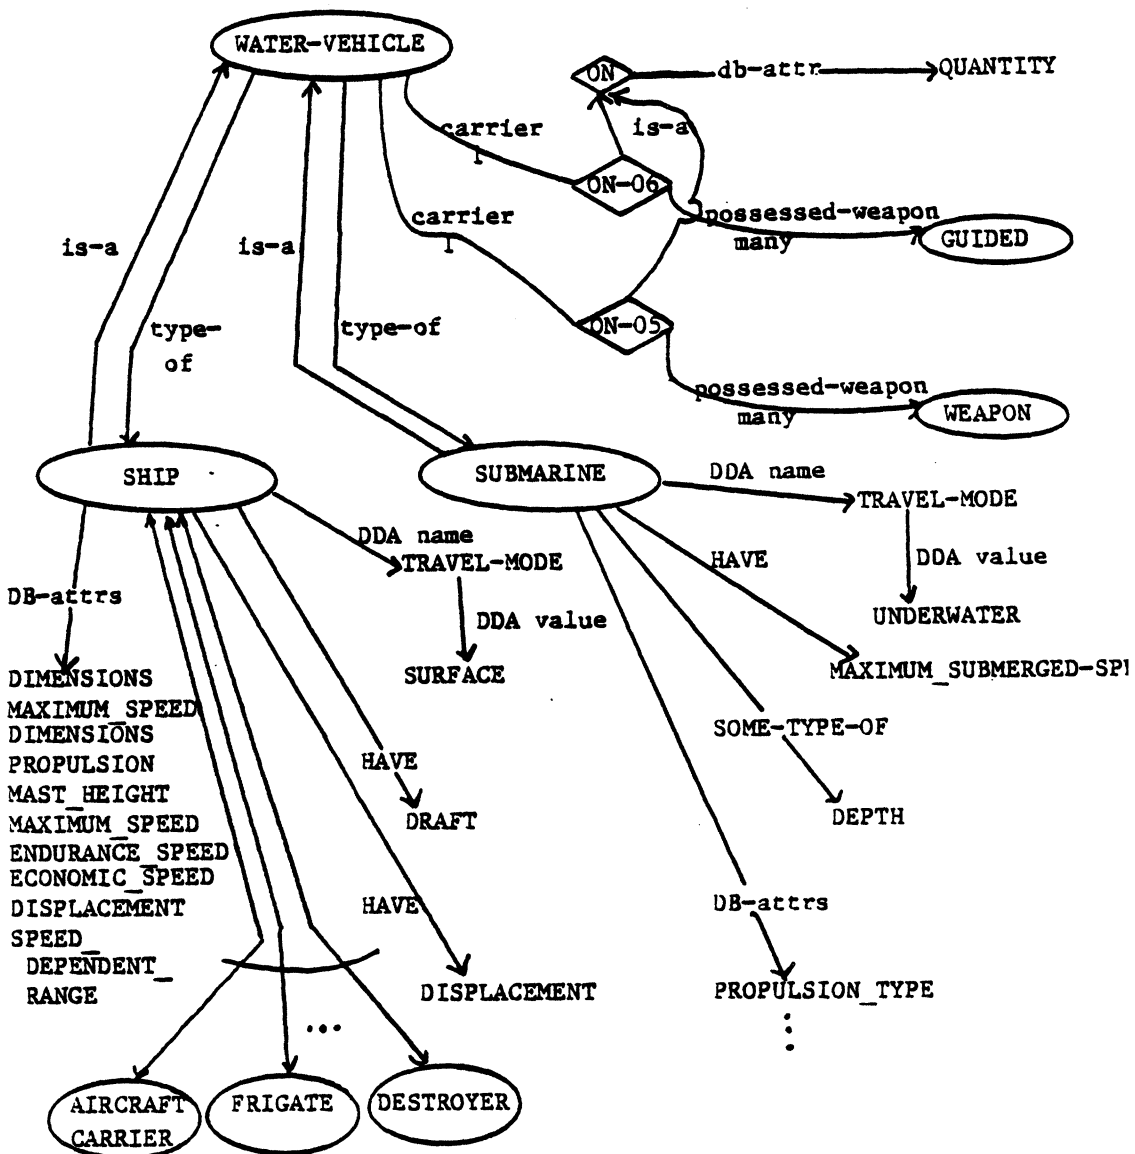 WATER-VEHICLE
ON
db-attr
QUANTITY
carrier
1
is-a
ON-06
carrier
1
possessed-weapon
many
GUIDED
is-a
is-a
type-
of
type-of
ON-05
possessed-weapon
many
WEAPON
SHIP
SUBMARINE
DDA name
TRAVEL-MODE
DDA name
TRAVEL-MODE
HAVE
DDA value
DB-attrs
DDA value
UNDERWATER
SURFACE
MAXIMUM_SUBMERGED-SPE
DIMENSIONS
MAXIMUM_SPEED
DIMENSIONS
PROPULSION
MAST_HEIGHT
MAXIMUM_SPEED
ENDURANCE_SPEED
ECONOMIC_SPEED
DISPLACEMENT
SPEED_
DEPENDENT_
RANGE
SOME-TYPE-OF
HAVE
DRAFT
DEPTH
HAVE
DB-attrs
DISPLACEMENT
PROPULSION_TYPE
...
AIRCRAFT
CARRIER
FRIGATE
DESTROYER